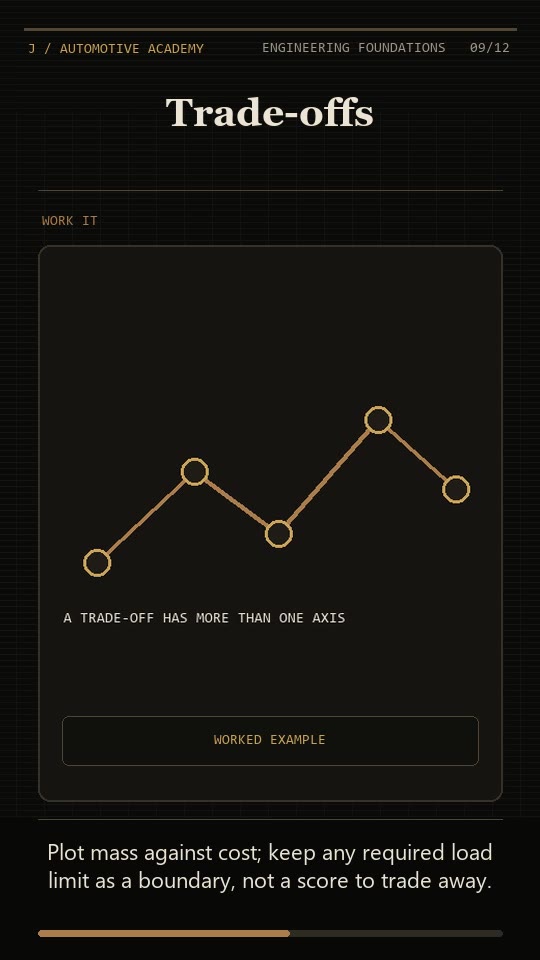 J / AUTOMOTIVE ACADEMY
ENGINEERING FOUNDATIONS 09/12
Trade-offs
WORK IT
A TRADE-OFF HAS MORE THAN ONE AXIS
WORKED EXAMPLE
Plot mass against cost; keep any required load
limit as a boundary, not a score to trade away.